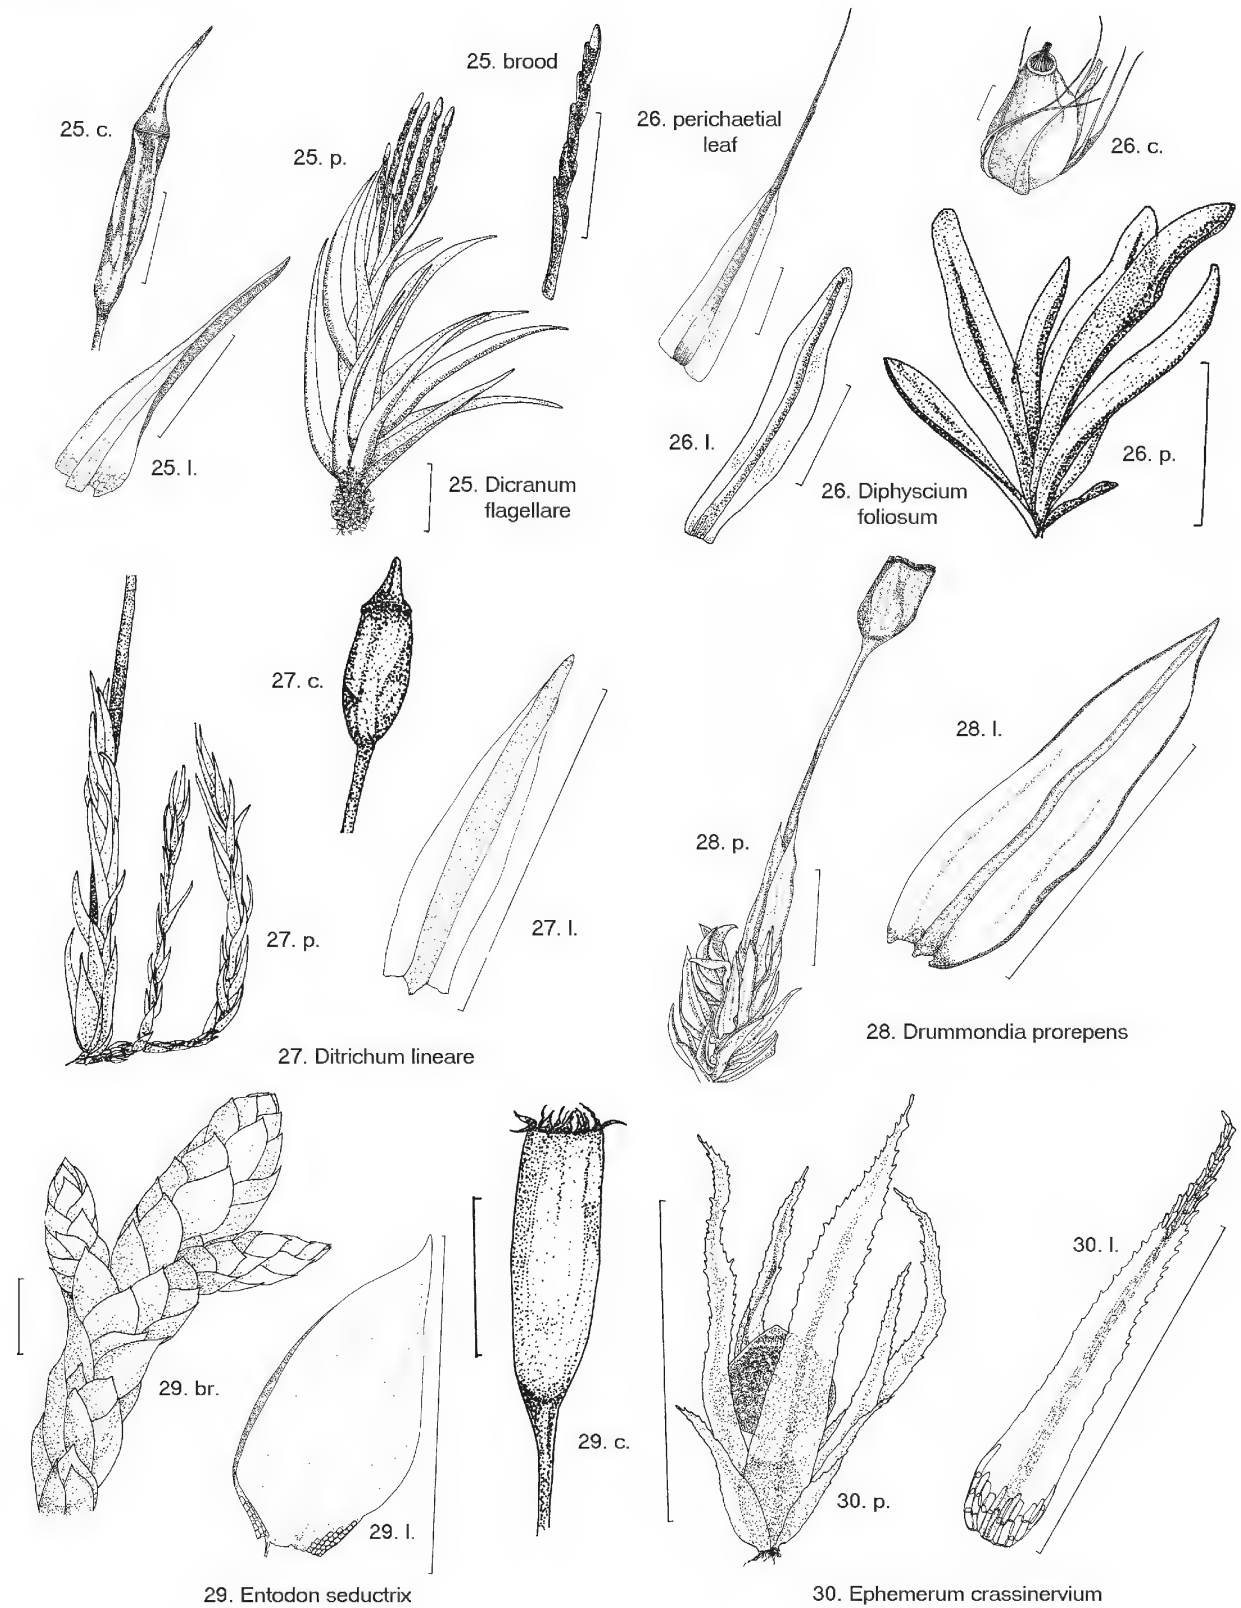 25. c.
25. p.
25. brood
25. l.
25. Dicranum
flagellare
26. perichaetial
leaf
26. c.
26. l.
26. p.
26. Diphyscium
foliosum
27. c.
27. p.
27. l.
27. Ditrichum lineare
28. l.
28. p.
28. Drummondia prorepens
29. br.
29. l.
29. c.
29. Entodon seductrix
30. l.
30. p.
30. Ephemerum crassinervium